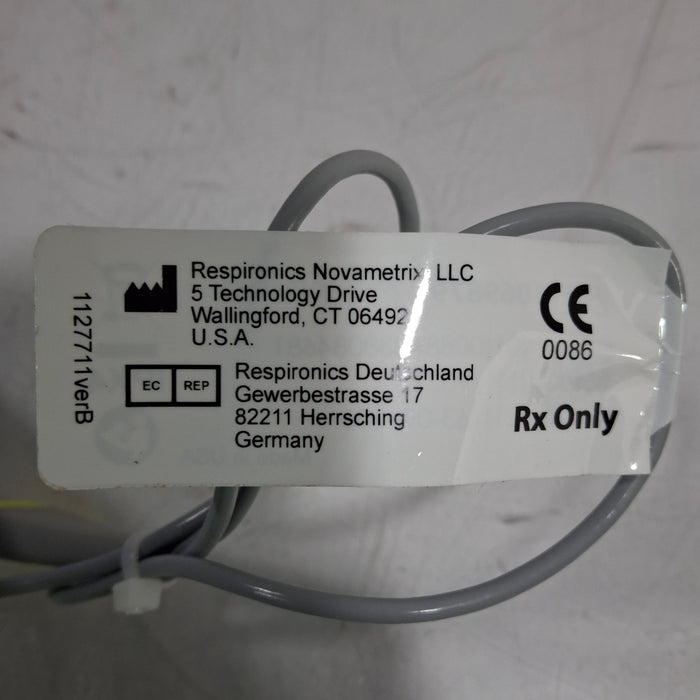 Respironics Novametrix, LLC
5 Technology Drive
Wallingford, CT 06492
U.S.A.
EC REP
Respironics Deutschland
Gewerbestrasse 17
82211 Herrsching
Germany
CE
0086
Rx Only
1127711verB